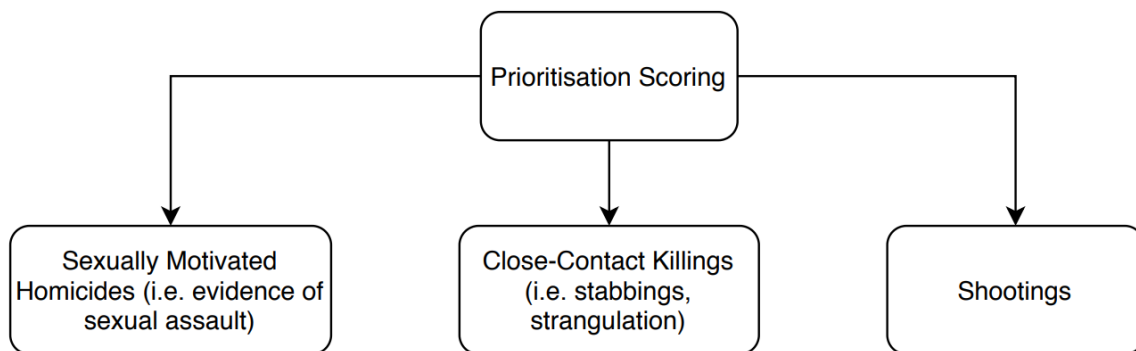 Prioritisation Scoring
Sexually Motivated
Homicides (i.e. evidence of
sexual assault)
Close-Contact Killings
(i.e. stabbings,
strangulation)
Shootings